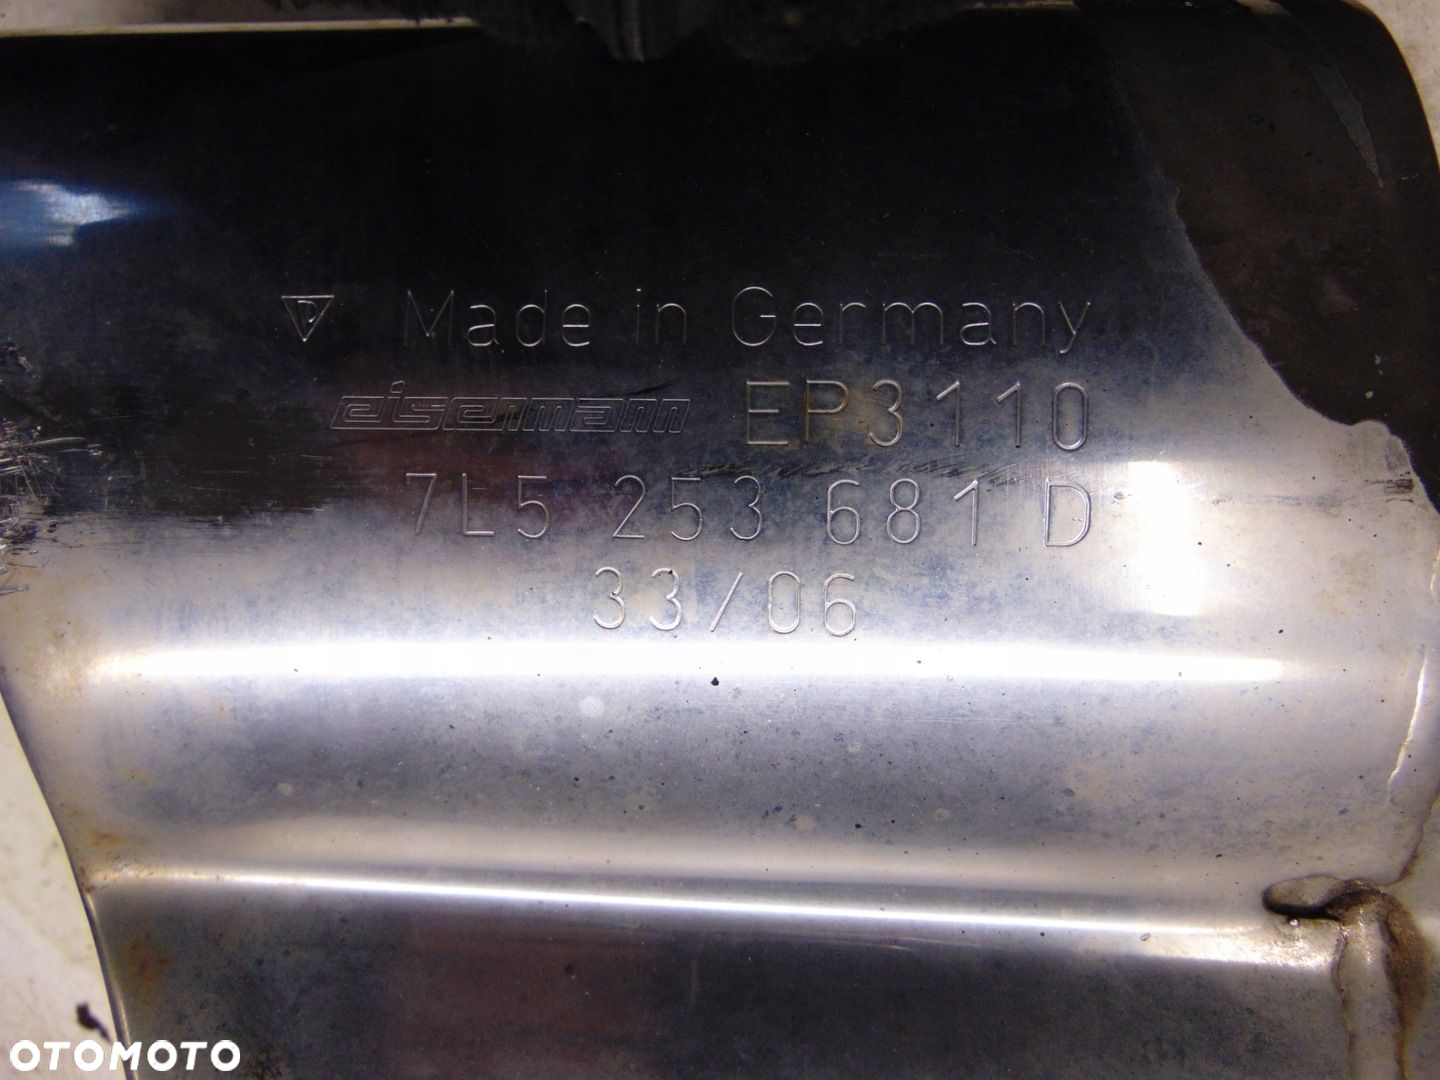 D Made in Germany
eisenmann EP3110
7L5 253 681 D
33/06
OTOMOTO